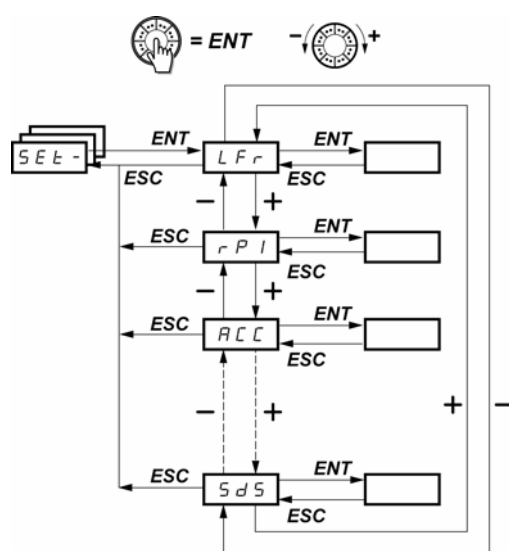 = ENT - +
ENT ENT
SEt- LFr
ESC ESC
- +
ESC ENT
rPI
ESC
- +
ESC ENT
ACC
ESC
- + + -
ESC ENT
SdS
ESC